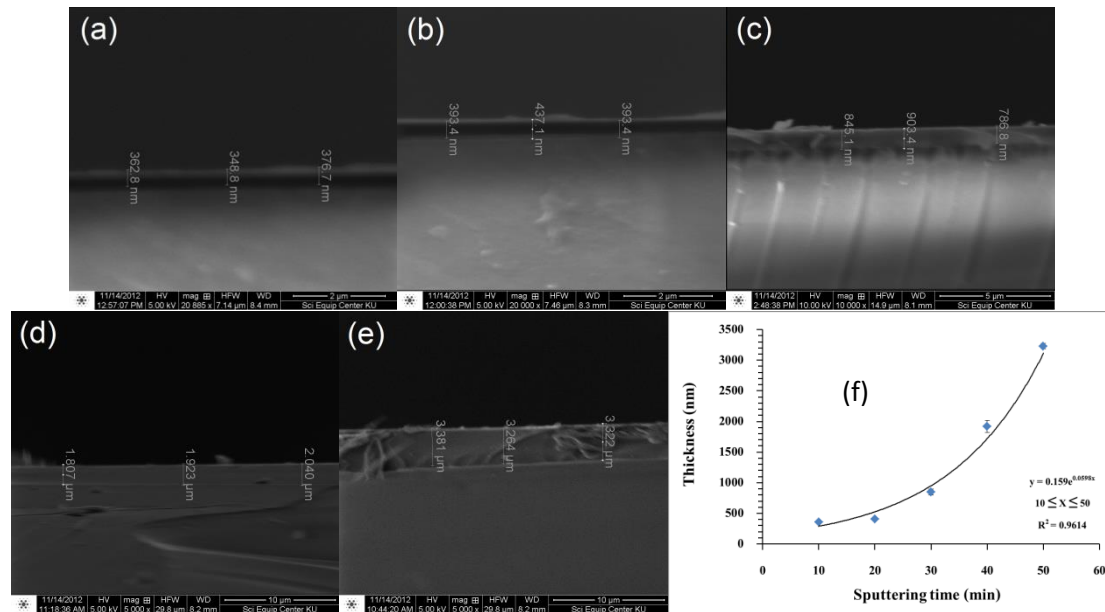 (a)
362.8 nm
348.8 nm
376.7 nm
11/14/2012 HV mag HFW WD 2 µm
12:57:07 PM 5.00 kV 20 885 x 7.14 µm 8.4 mm Sci Equip Center KU
(b)
393.4 nm
437.1 nm
393.4 nm
11/14/2012 HV mag HFW WD 2 µm
12:00:38 PM 5.00 kV 20 000 x 7.46 µm 8.3 mm Sci Equip Center KU
(c)
845.1 nm
903.4 nm
786.8 nm
11/14/2012 HV mag HFW WD 5 µm
2:48:38 PM 10.00 kV 10 000 x 14.9 µm 8.1 mm Sci Equip Center KU
(d)
1.807 µm
1.923 µm
2.040 µm
11/14/2012 HV mag HFW WD 10 µm
11:18:36 AM 5.00 kV 5 000 x 29.8 µm 8.2 mm Sci Equip Center KU
(e)
3.381 µm
3.264 µm
3.322 µm
11/14/2012 HV mag HFW WD 10 µm
10:44:20 AM 5.00 kV 5 000 x 29.8 µm 8.2 mm Sci Equip Center KU
(f)
Thickness (nm)
3500
3000
2500
2000
1500
1000
500
0
y = 0.159e^0.0598x
10 ≤ X ≤ 50
R² = 0.9614
0 10 20 30 40 50 60
Sputtering time (min)